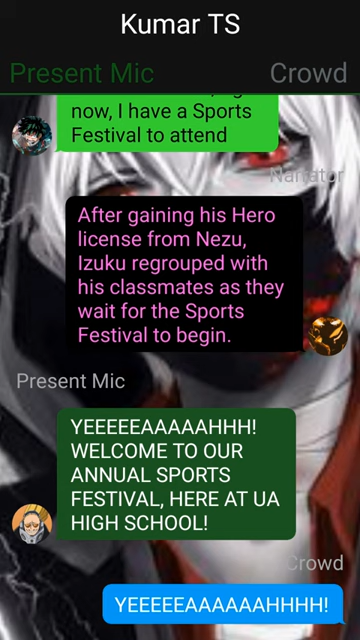 Kumar TS
Present Mic
Crowd
now, I have a Sports
Festival to attend
Narrator
After gaining his Hero
license from Nezu,
Izuku regrouped with
his classmates as they
wait for the Sports
Festival to begin.
Present Mic
YEEEEEAAAAAHHH!
WELCOME TO OUR
ANNUAL SPORTS
FESTIVAL, HERE AT UA
HIGH SCHOOL!
Crowd
YEEEEEAAAAAAHHHH!